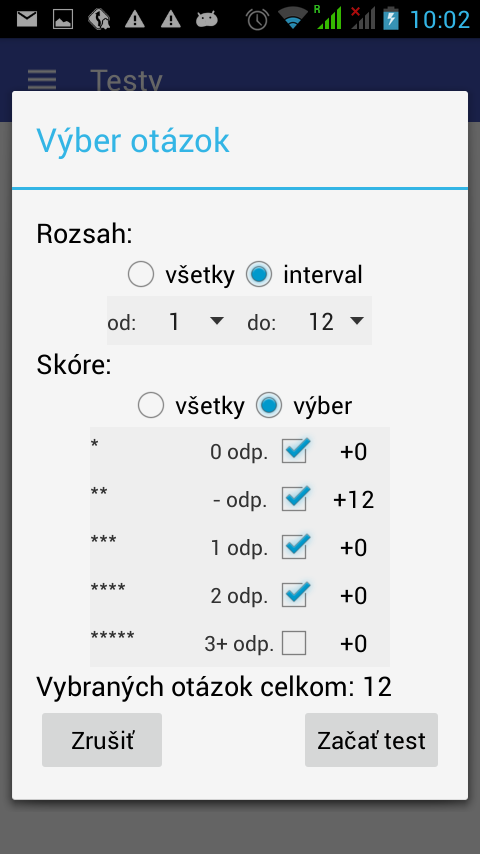 R
10:02
Testy
Výber otázok
Rozsah:
všetky interval
od: 1 do: 12
Skóre:
všetky výber
* 0 odp. +0
** - odp. +12
*** 1 odp. +0
**** 2 odp. +0
***** 3+ odp. +0
Vybraných otázok celkom: 12
Zrušiť Začať test